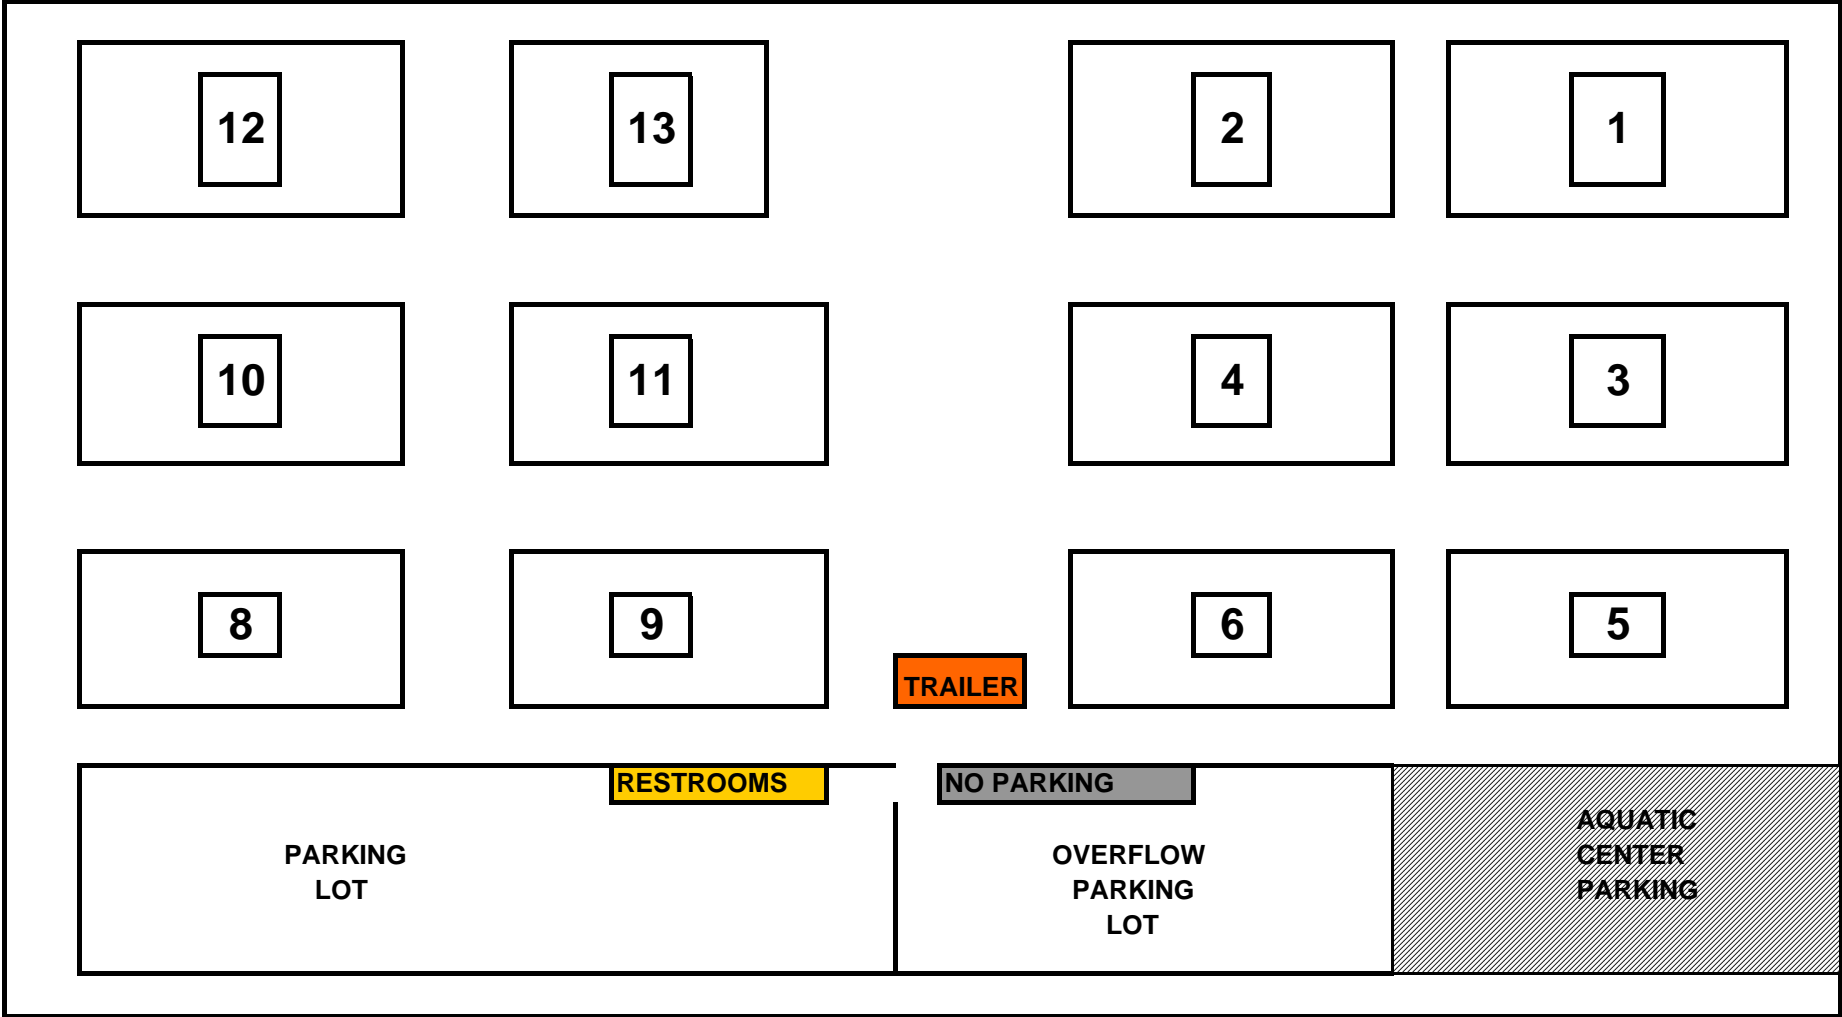 12
13
2
1
10
11
4
3
8
9
6
5
TRAILER
RESTROOMS
NO PARKING
PARKING
LOT
OVERFLOW
PARKING
LOT
AQUATIC
CENTER
PARKING